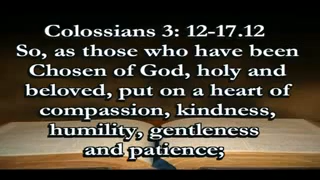 Colossians 3: 12-17.12
So, as those who have been
Chosen of God, holy and
beloved, put on a heart of
compassion, kindness,
humility, gentleness
and patience;